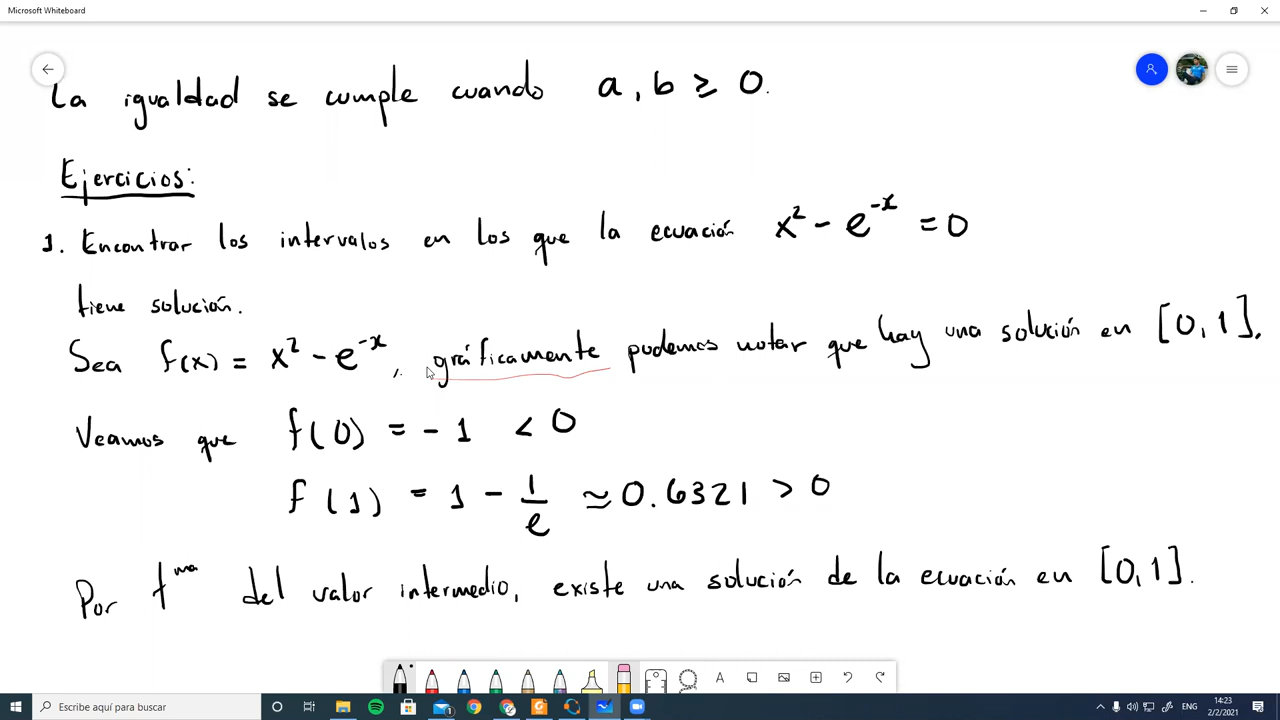 Microsoft Whiteboard
La igualdad se cumple cuando a, b ≥ 0.
Ejercicios:
1. Encontrar los intervalos en los que la ecuación x² - e^{-x} = 0
tiene solución.
Sea f(x) = x² - e^{-x}, gráficamente podemos notar que hay una solución en [0, 1].
Veamos que f(0) = -1 < 0
f(1) = 1 - 1/e ≈ 0.6321 > 0
Por t^{ma} del valor intermedio, existe una solución de la ecuación en [0, 1].
Escribe aquí para buscar
ENG
14:23
2/2/2021